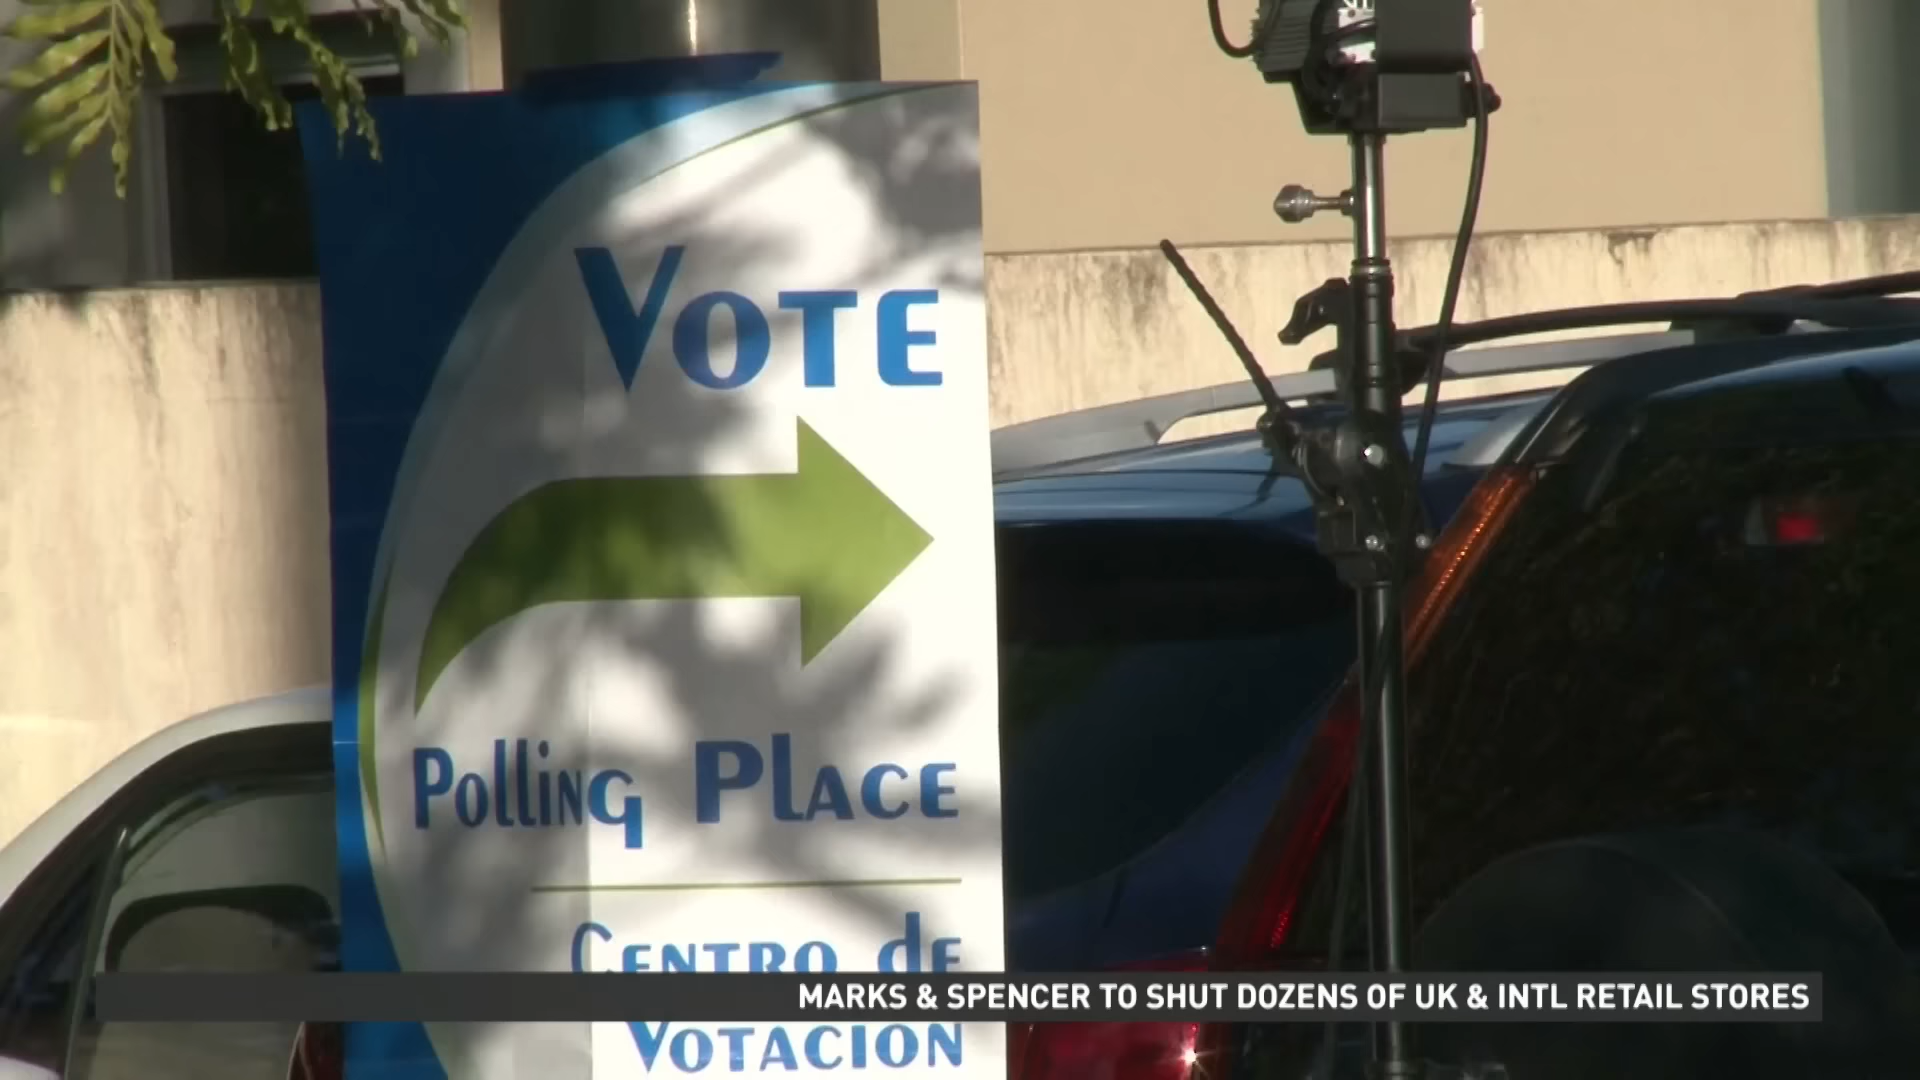 VOTE
POLLING PLACE
CENTRO de
MARKS & SPENCER TO SHUT DOZENS OF UK & INTL RETAIL STORES
VOTACION